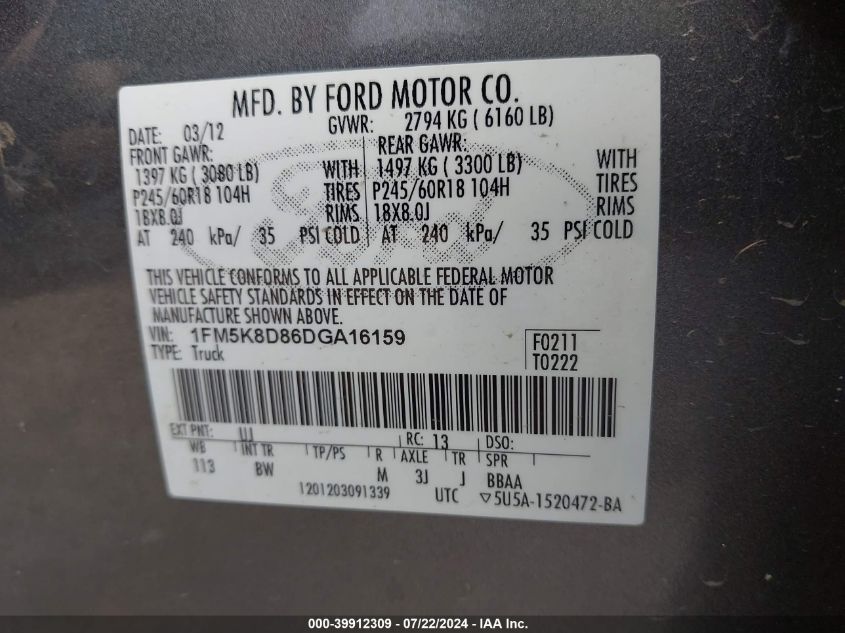 MFD. BY FORD MOTOR CO.
DATE: 03/12 GVWR: 2794 KG ( 6160 LB)
FRONT GAWR: REAR GAWR:
1397 KG ( 3080 LB) WITH 1497 KG ( 3300 LB) WITH
P245/60R18 104H TIRES P245/60R18 104H TIRES
18X8.0J RIMS 18X8.0J RIMS
AT 240 kPa/ 35 PSI COLD AT 240 kPa/ 35 PSI COLD
Ford
THIS VEHICLE CONFORMS TO ALL APPLICABLE FEDERAL MOTOR
VEHICLE SAFETY STANDARDS IN EFFECT ON THE DATE OF
MANUFACTURE SHOWN ABOVE.
VIN: 1FM5K8D86DGA16159 F0211
TYPE: Truck T0222
EXT PNT: UJ RC: 13 DSO:
WB INT TR TP/PS R AXLE TR SPR
113 BW M 3J J BBAA
1201203091339 UTC ▽5U5A-1520472-BA
000-39912309 - 07/22/2024 - IAA Inc.